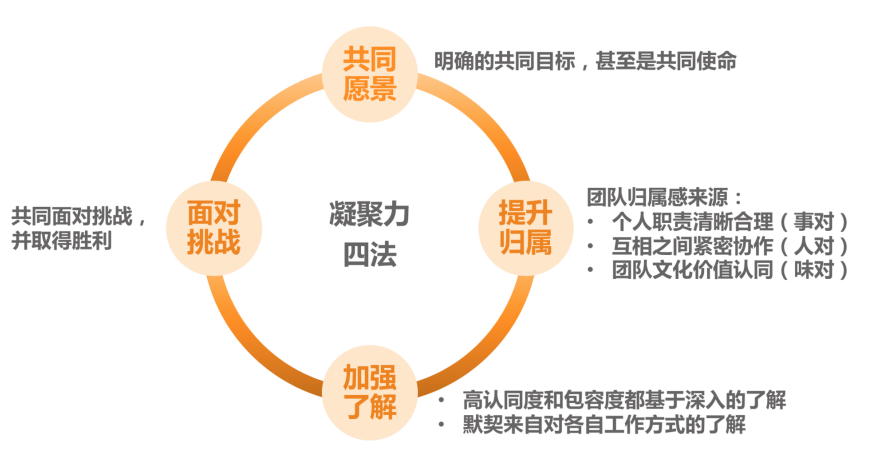 共同
愿景
明确的共同目标，甚至是共同使命
提升
归属
团队归属感来源：
• 个人职责清晰合理（事对）
• 互相之间紧密协作（人对）
• 团队文化价值认同（味对）
加强
了解
• 高认同度和包容度都基于深入的了解
• 默契来自对各自工作方式的了解
面对
挑战
共同面对挑战，
并取得胜利
凝聚力
四法